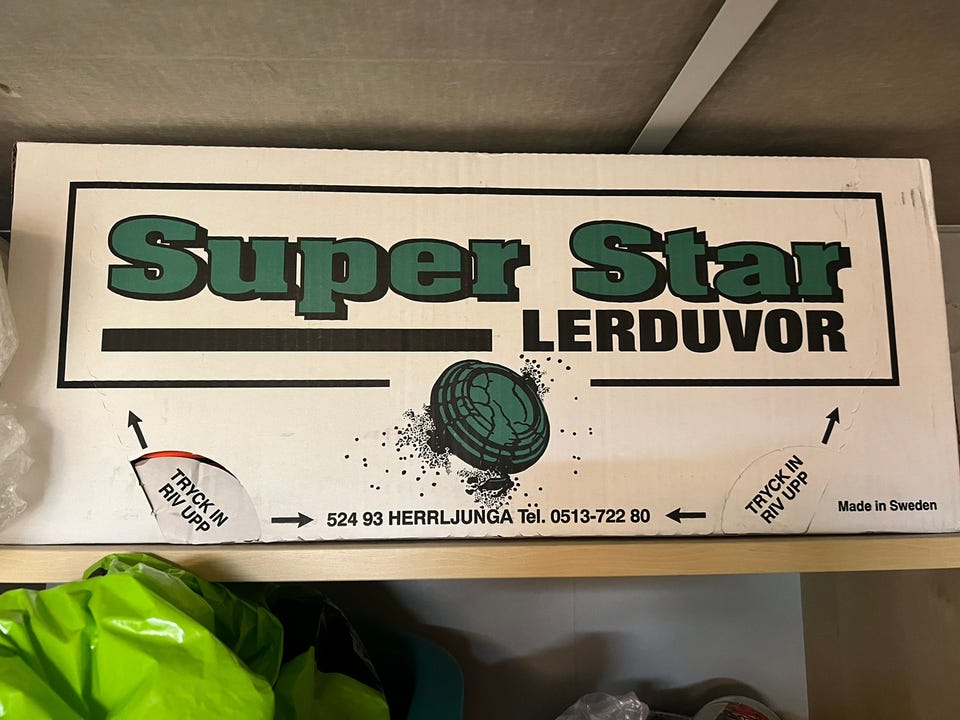 Super Star
LERDUVOR
TRYCK IN
RIV UPP
524 93 HERRLJUNGA Tel. 0513-722 80
TRYCK IN
RIV UPP
Made in Sweden